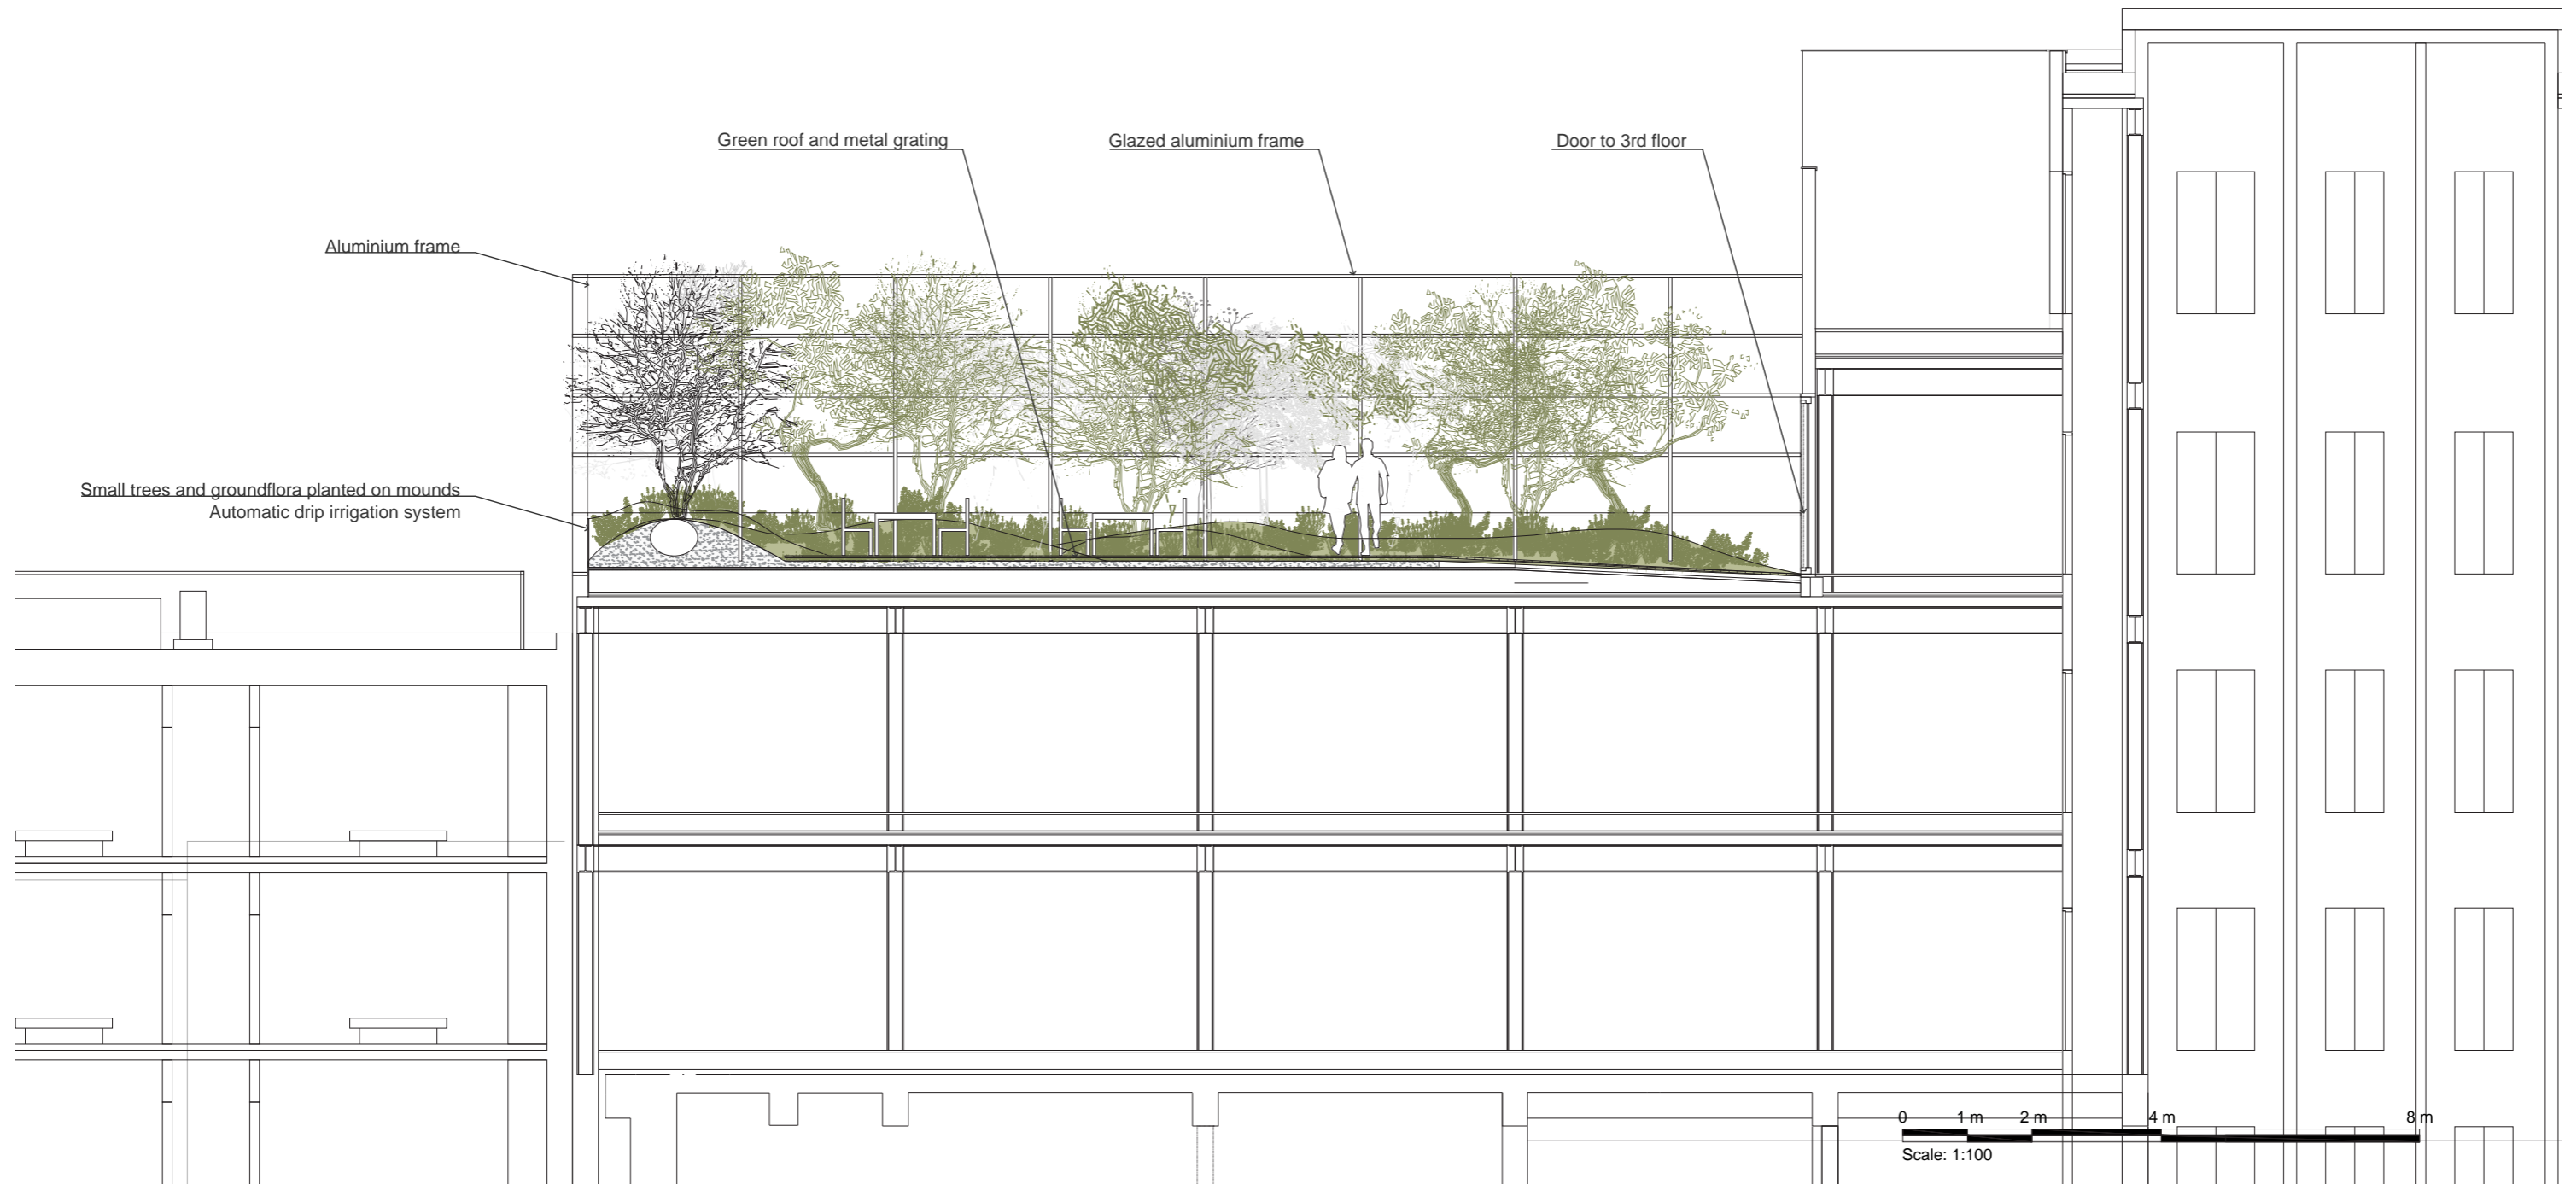 Green roof and metal grating
Glazed aluminium frame
Door to 3rd floor
Aluminium frame
Small trees and groundflora planted on mounds
Automatic drip irrigation system
0 1 m 2 m 4 m 8 m
Scale: 1:100